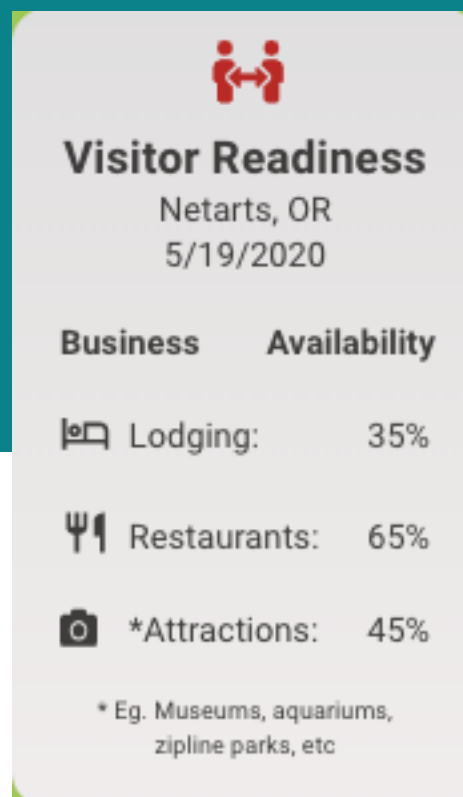 Visitor Readiness
Netarts, OR
5/19/2020
Business Availability
Lodging: 35%
Restaurants: 65%
*Attractions: 45%
* Eg. Museums, aquariums,
zipline parks, etc